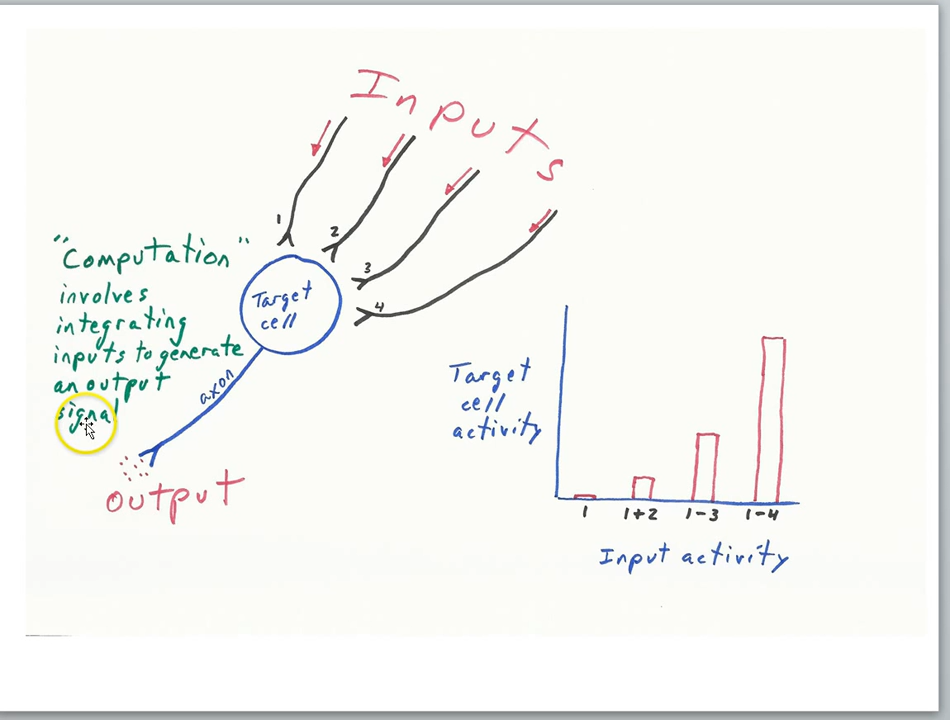 Inputs
1
2
3
4
Target
cell
axon
output
"Computation"
involves
integrating
inputs to generate
an output
signal
Target
cell
activity
1 1+2 1-3 1-4
Input activity